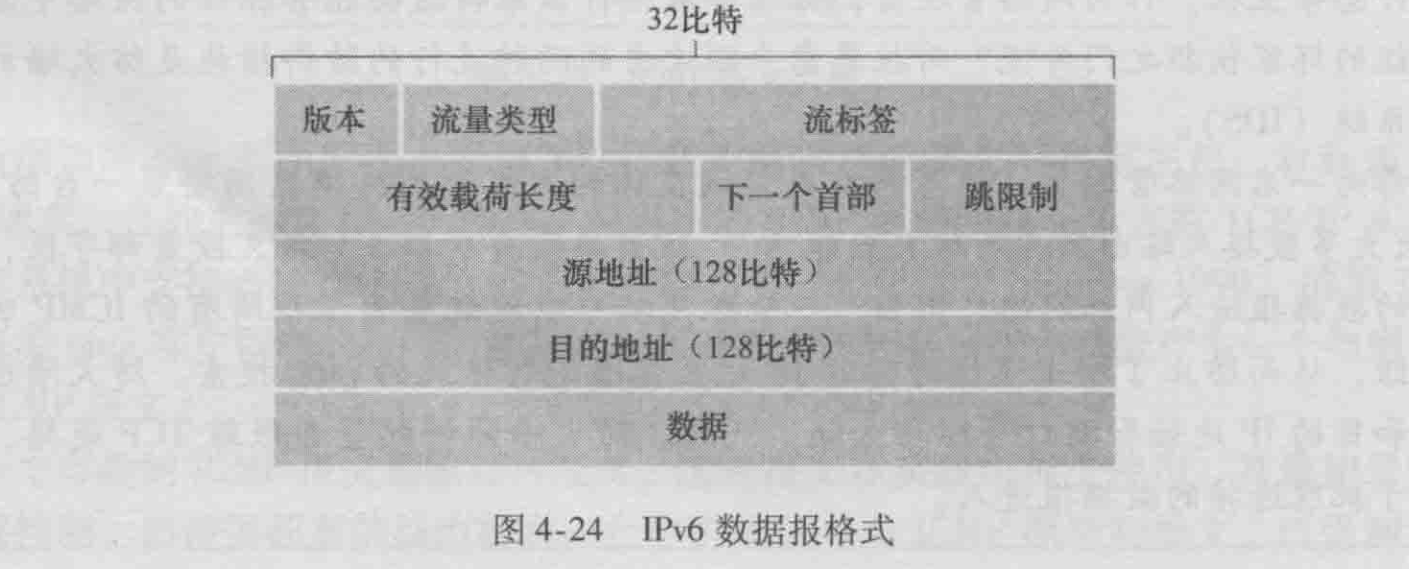 32比特
版本 流量类型 流标签
有效载荷长度 下一个首部 跳限制
源地址（128比特）
目的地址（128比特）
数据
图 4-24 IPv6 数据报格式